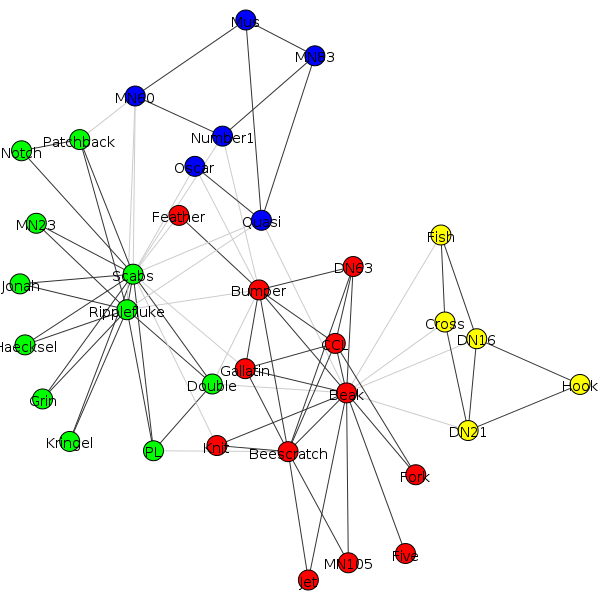 Mus
MN83
MN60
Number1
Patchback
Notch
Oscar
Feather
Quasi
MN23
Fish
DN63
Scabs
Jonah
Bumper
Ripplefluke
Cross
DN16
CCL
Haecksel
Gallatin
Double
Hook
Beak
Grin
DN21
Kringel
Knit
PL
Beescratch
Fork
Five
MN105
Jet